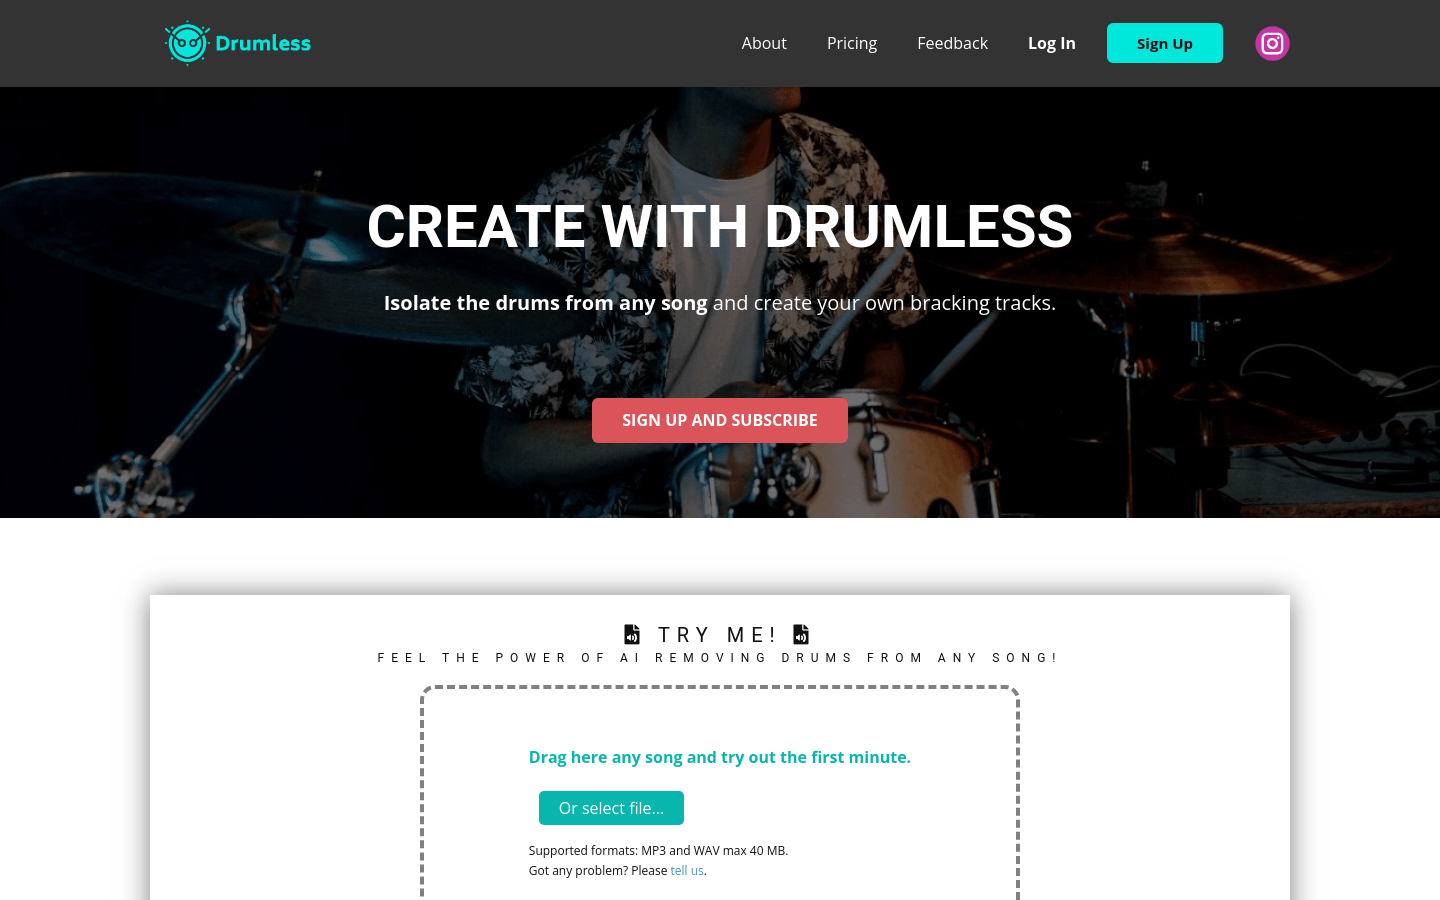 Drumless
About
Pricing
Feedback
Log In
Sign Up
CREATE WITH DRUMLESS
Isolate the drums from any song and create your own bracking tracks.
SIGN UP AND SUBSCRIBE
TRY ME!
FEEL THE POWER OF AI REMOVING DRUMS FROM ANY SONG!
Drag here any song and try out the first minute.
Or select file...
Supported formats: MP3 and WAV max 40 MB.
Got any problem? Please tell us.